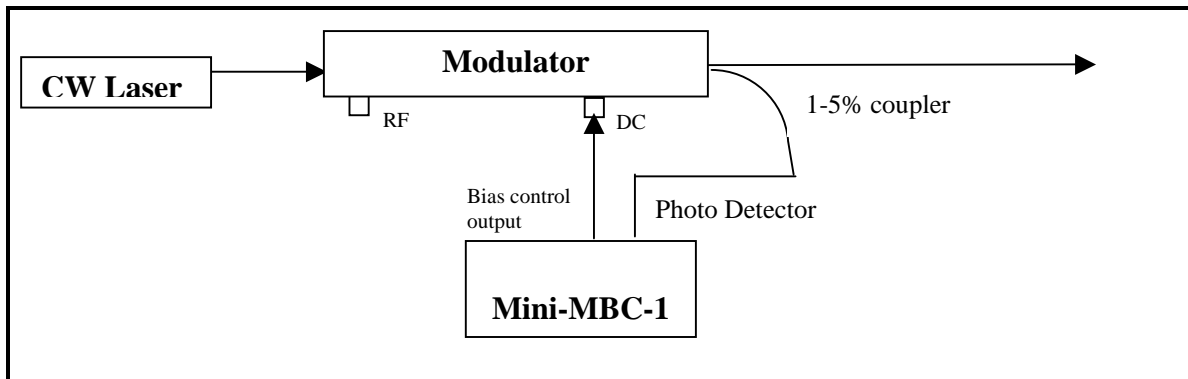 Modulator
CW Laser
RF
DC
1-5% coupler
Bias control
output
Photo Detector
Mini-MBC-1